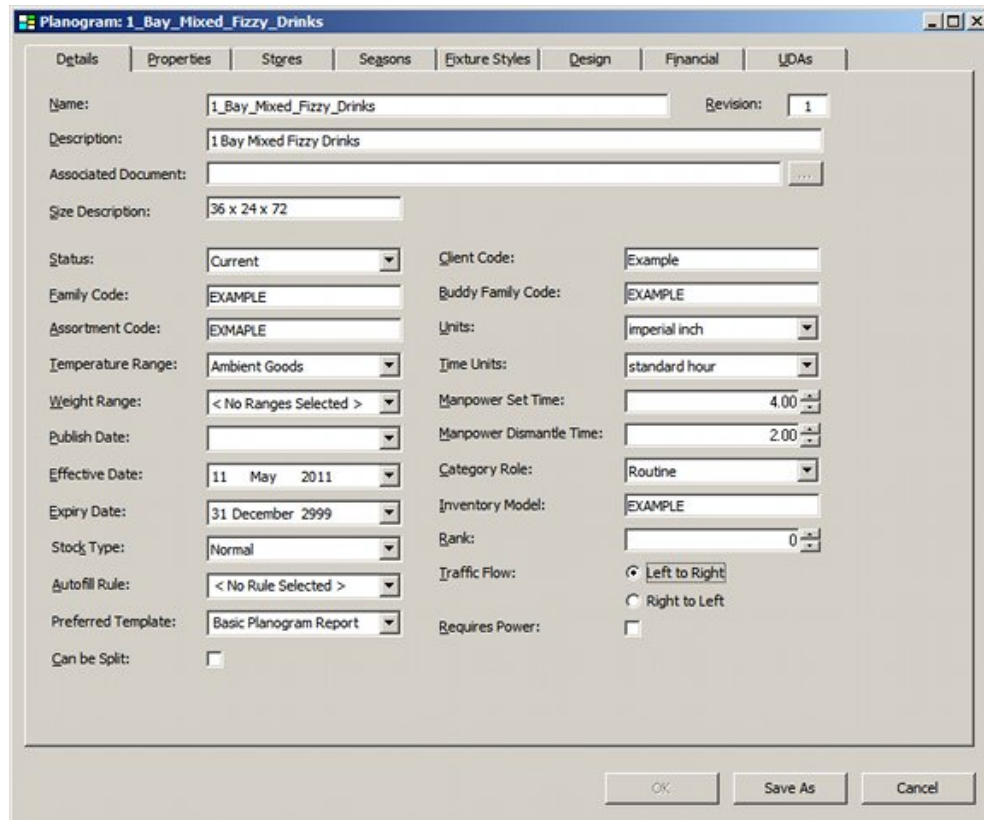 Planogram: 1_Bay_Mixed_Fizzy_Drinks
Details Properties Stores Seasons Fixture Styles Design Financial UDAs
Name: 1_Bay_Mixed_Fizzy_Drinks Revision: 1
Description: 1 Bay Mixed Fizzy Drinks
Associated Document: ...
Size Description: 36 x 24 x 72
Status: Current Client Code: Example
Family Code: EXAMPLE Buddy Family Code: EXAMPLE
Assortment Code: EXMAPLE Units: imperial inch
Temperature Range: Ambient Goods Time Units: standard hour
Weight Range: < No Ranges Selected > Manpower Set Time: 4.00
Publish Date: Manpower Dismantle Time: 2.00
Effective Date: 11 May 2011 Category Role: Routine
Expiry Date: 31 December 2999 Inventory Model: EXAMPLE
Stock Type: Normal Rank: 0
Autofill Rule: < No Rule Selected > Traffic Flow: Left to Right
Right to Left
Preferred Template: Basic Planogram Report Requires Power:
Can be Split:
OK Save As Cancel